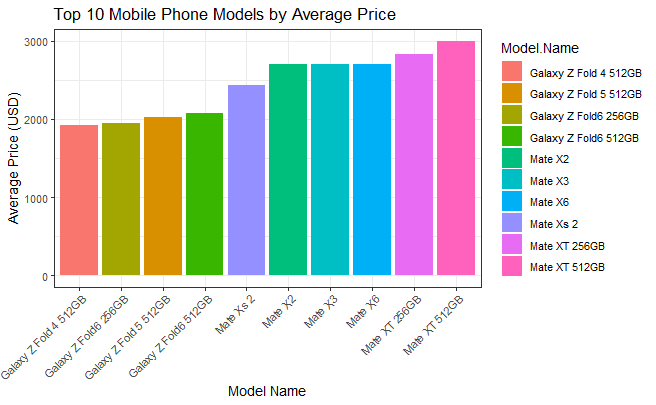 Top 10 Mobile Phone Models by Average Price
Average Price (USD)
3000
2000
1000
0
Galaxy Z Fold 4 512GB
Galaxy Z Fold6 256GB
Galaxy Z Fold 5 512GB
Galaxy Z Fold6 512GB
Mate Xs 2
Mate X2
Mate X3
Mate X6
Mate XT 256GB
Mate XT 512GB
Model Name
Model.Name
Galaxy Z Fold 4 512GB
Galaxy Z Fold 5 512GB
Galaxy Z Fold6 256GB
Galaxy Z Fold6 512GB
Mate X2
Mate X3
Mate X6
Mate Xs 2
Mate XT 256GB
Mate XT 512GB